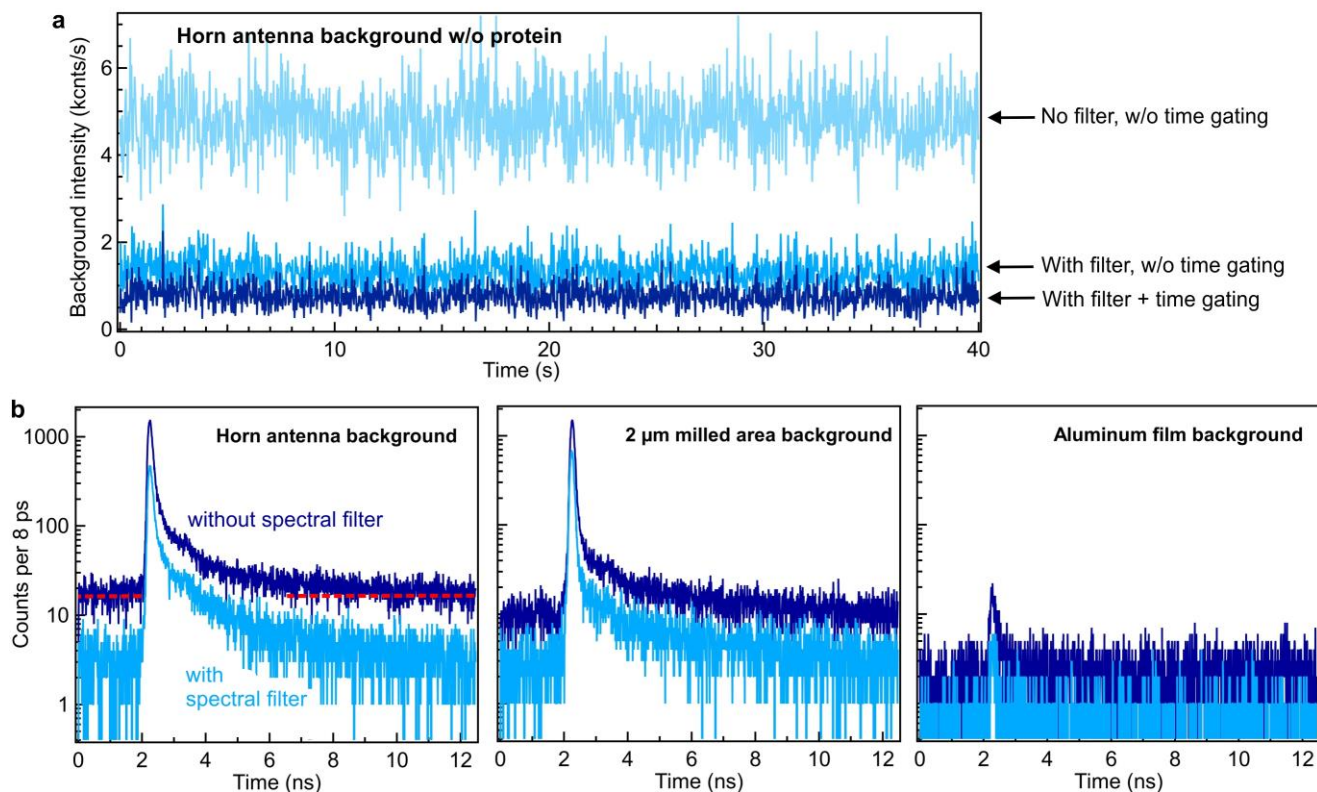 a
Horn antenna background w/o protein
Background intensity (kcnts/s)
6
4
2
0
0 10 20 30 40
Time (s)
No filter, w/o time gating
With filter, w/o time gating
With filter + time gating
b
Horn antenna background
without spectral filter
with
spectral filter
Counts per 8 ps
1000
100
10
1
0 2 4 6 8 10 12
Time (ns)
2 µm milled area background
0 2 4 6 8 10 12
Time (ns)
Aluminum film background
0 2 4 6 8 10 12
Time (ns)